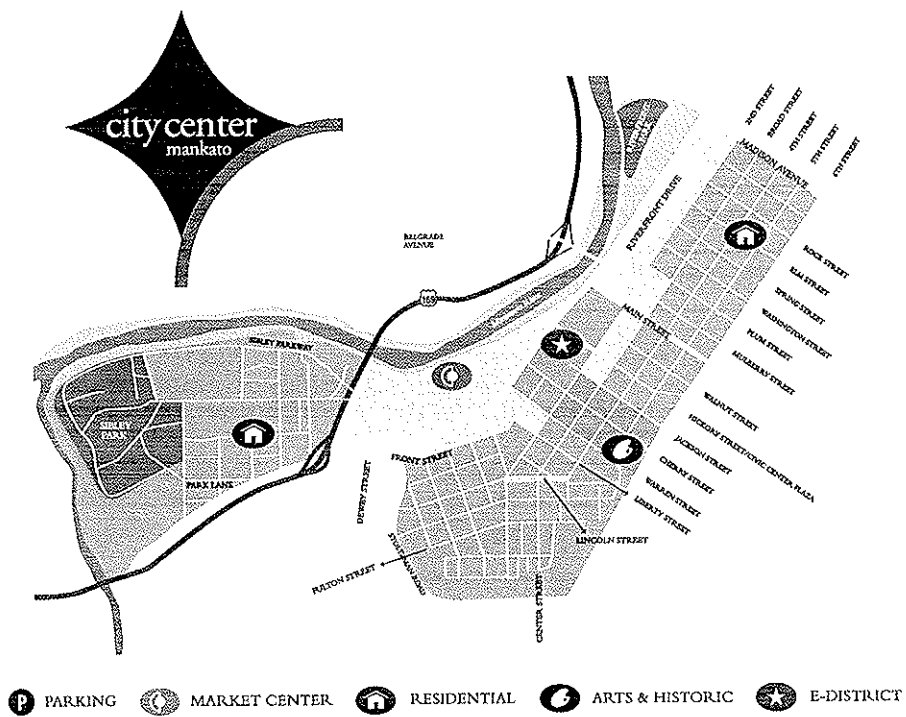 city center
mankato
2ND STREET
BROAD STREET
4TH STREET
5TH STREET
6TH STREET
MADISON AVENUE
RIVERFRONT DRIVE
BELGRADE
AVENUE
ROCK STREET
ELM STREET
SPRING STREET
WASHINGTON STREET
PLUM STREET
MULBERRY STREET
MAIN STREET
169
SIBLEY PARKWAY
SIBLEY
PARK
PARK LANE
WALNUT STREET
HICKORY STREET/CIVIC CENTER PLAZA
JACKSON STREET
CHERRY STREET
WARREN STREET
LIBERTY STREET
LINCOLN STREET
FRONT STREET
DEWEY STREET
FULTON STREET
STOLTZMAN ROAD
CENTER STREET
P PARKING
MARKET CENTER
RESIDENTIAL
ARTS & HISTORIC
E-DISTRICT